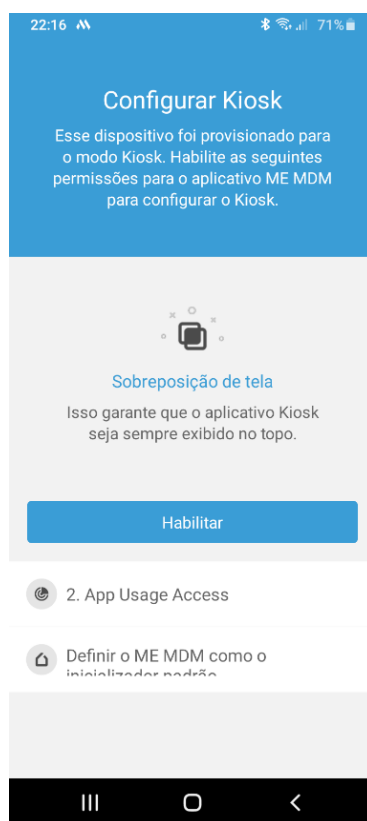 22:16 71%
Configurar Kiosk
Esse dispositivo foi provisionado para
o modo Kiosk. Habilite as seguintes
permissões para o aplicativo ME MDM
para configurar o Kiosk.
Sobreposição de tela
Isso garante que o aplicativo Kiosk
seja sempre exibido no topo.
Habilitar
2. App Usage Access
Definir o ME MDM como o
inicializador padrão